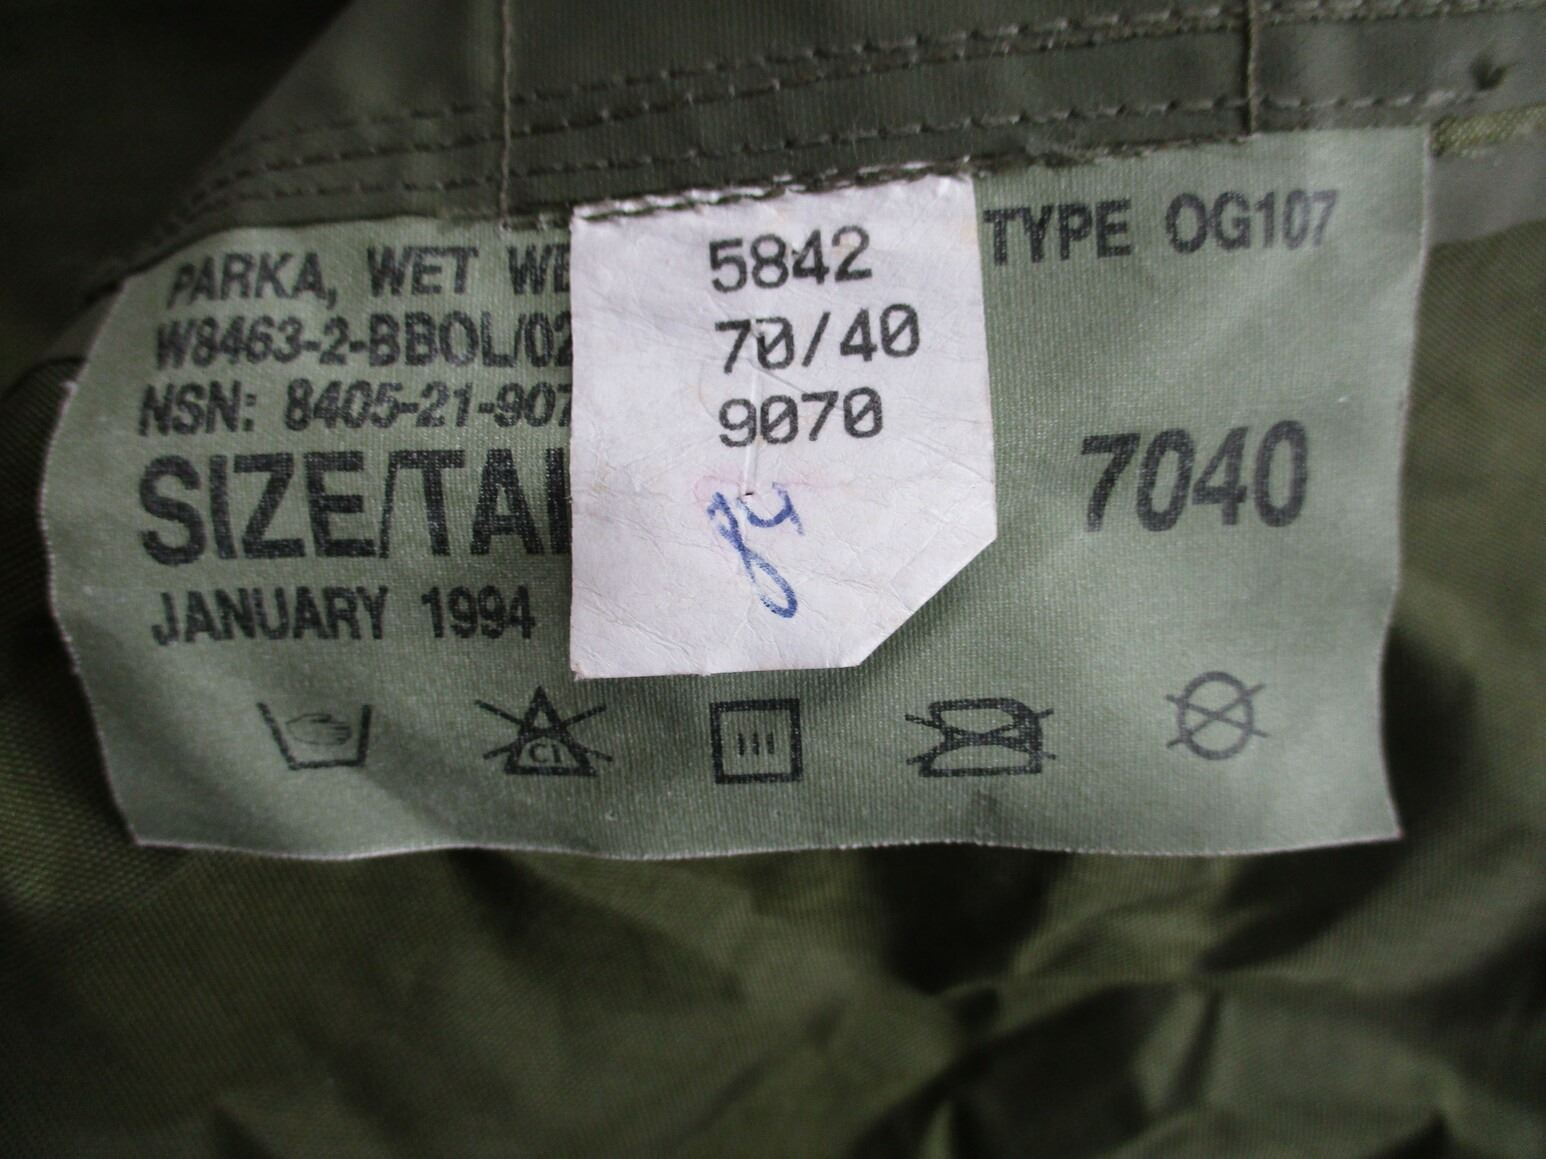 PARKA, WET WE
TYPE OG107
W8463-2-BBOL/02
NSN: 8405-21-907
SIZE/TAI
7040
JANUARY 1994
5842
70/40
9070
CI